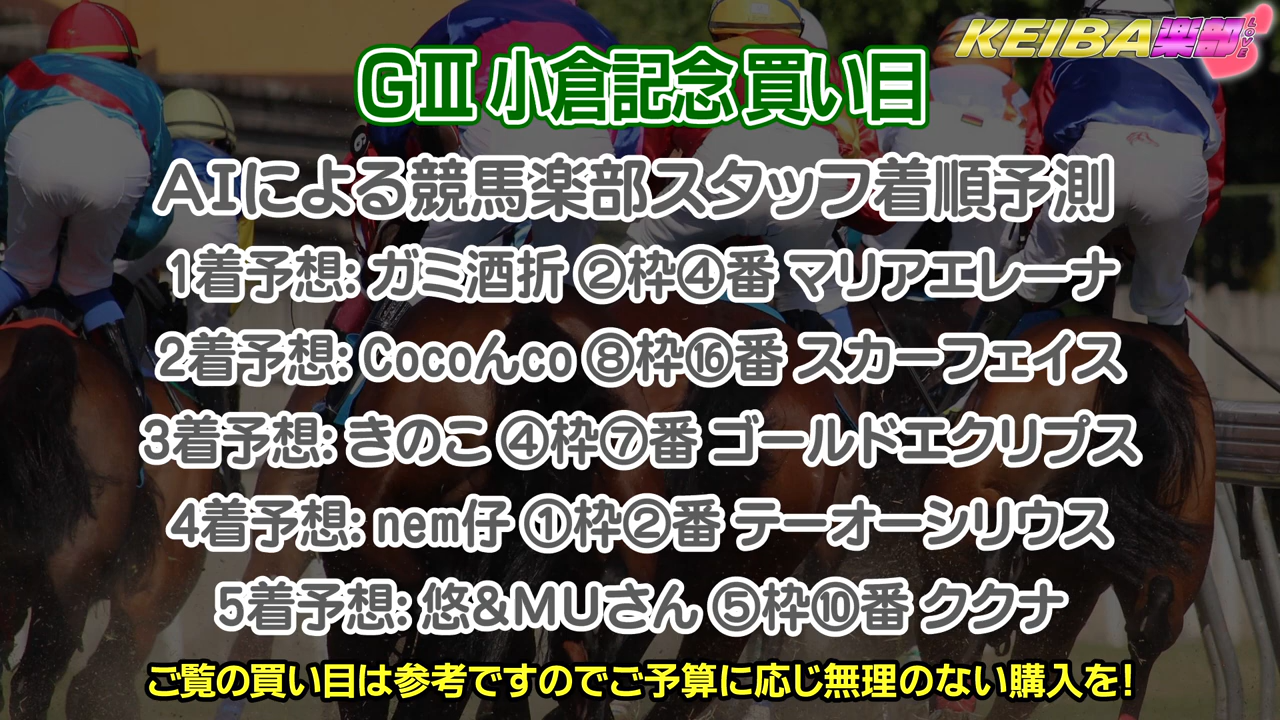 KEIBA楽部 LOVE
GⅢ 小倉記念 買い目
AIによる競馬楽部スタッフ着順予測
1着予想: ガミ酒折 ②枠④番 マリアエレーナ
2着予想: Cocoんco ⑧枠⑯番 スカーフェイス
3着予想: きのこ ④枠⑦番 ゴールドエクリプス
4着予想: nem仔 ①枠②番 テーオーシリウス
5着予想: 悠&MUさん ⑤枠⑩番 ククナ
ご覧の買い目は参考ですのでご予算に応じ無理のない購入を!